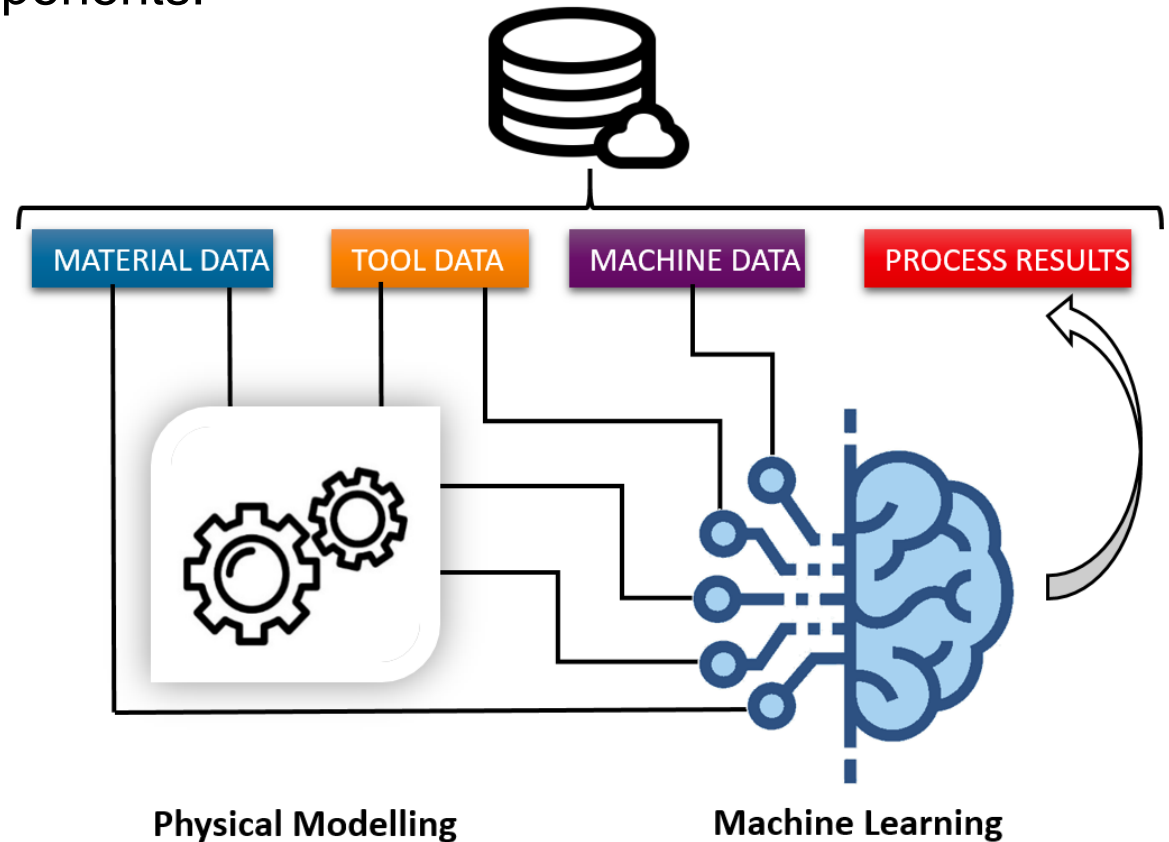 MATERIAL DATA
TOOL DATA
MACHINE DATA
PROCESS RESULTS
Physical Modelling
Machine Learning